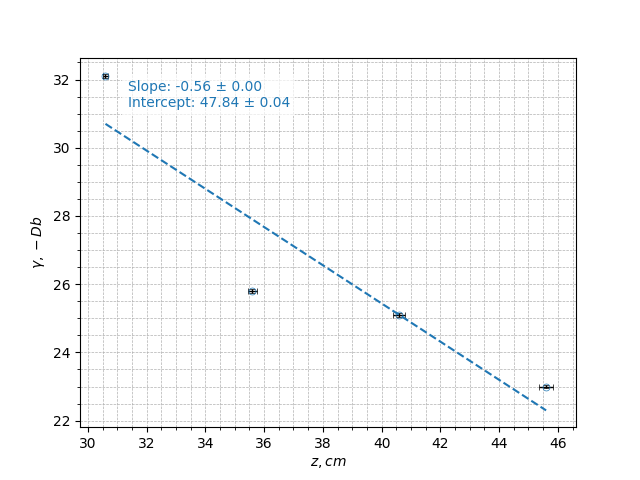 32
Slope: -0.56 ± 0.00
Intercept: 47.84 ± 0.04
30
28
26
24
22
γ, −Db
30 32 34 36 38 40 42 44 46
z, cm